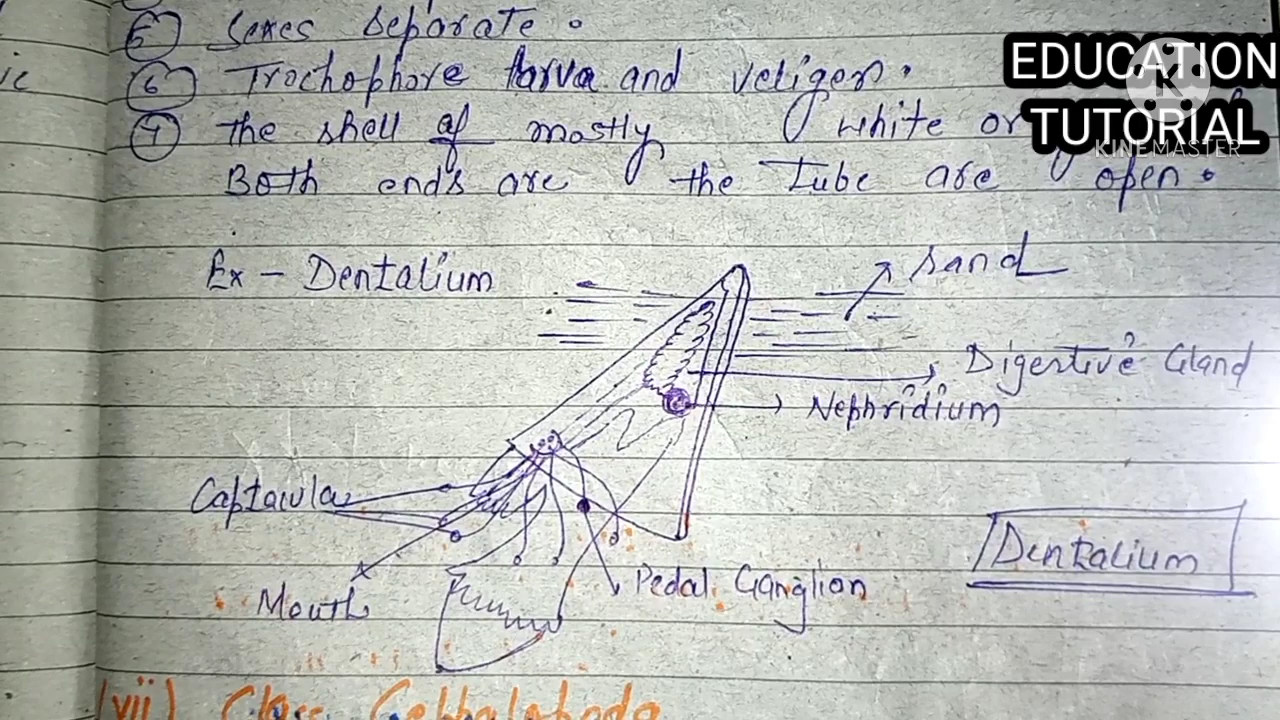 5 Sexes separate.
6 Trochophore larva and veliger.
7 the shell of mostly white or
Both ends are the Tube are open.
EDUCATION
TUTORIAL
KINEMASTER
Ex - Dentalium
sand
Digestive Gland
Nephridium
Captacula
Dentalium
Pedal Ganglion
Mouth
(vii) Class Cephalopoda